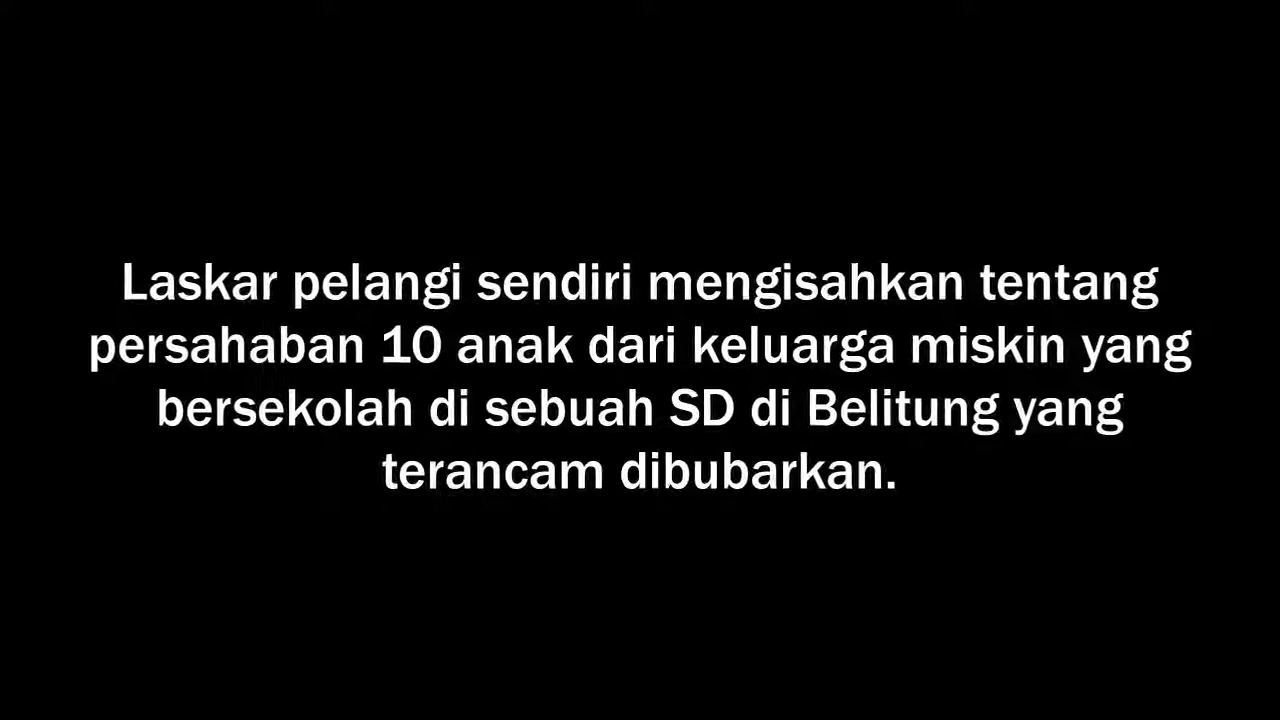 Laskar pelangi sendiri mengisahkan tentang
persahaban 10 anak dari keluarga miskin yang
bersekolah di sebuah SD di Belitung yang
terancam dibubarkan.